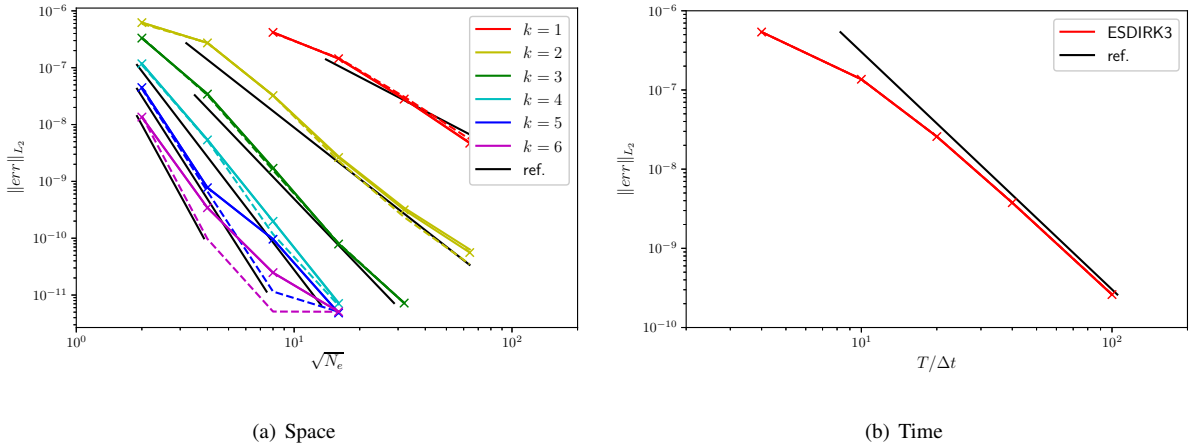 10^{-6}
10^{-7}
10^{-8}
10^{-9}
10^{-10}
10^{-11}
||err||_{L_2}
10^0
10^1
10^2
\sqrt{N_e}
k = 1
k = 2
k = 3
k = 4
k = 5
k = 6
ref.
(a) Space
10^{-6}
10^{-7}
10^{-8}
10^{-9}
10^{-10}
||err||_{L_2}
10^1
10^2
T/Δt
ESDIRK3
ref.
(b) Time